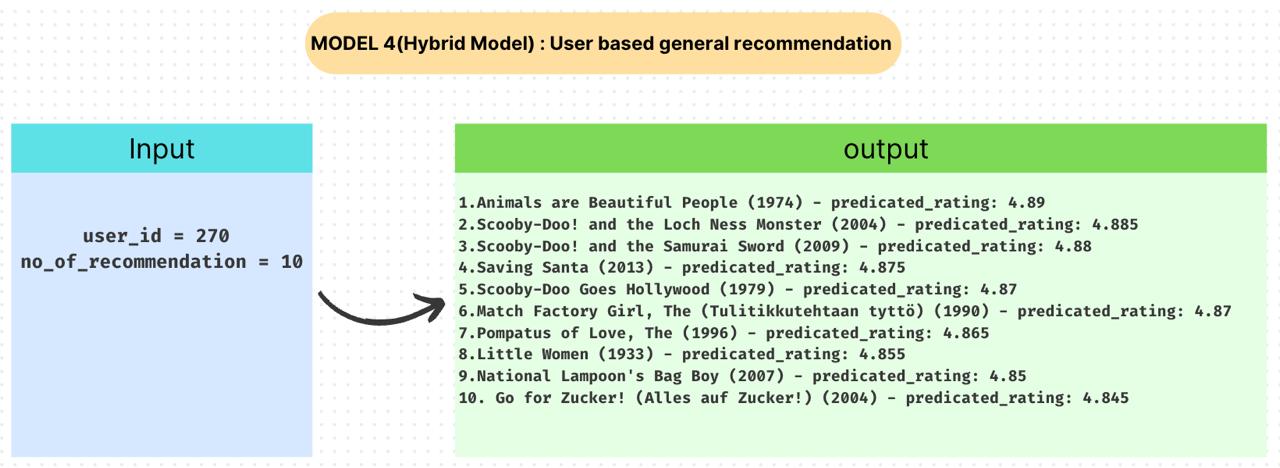 MODEL 4(Hybrid Model) : User based general recommendation
Input
user_id = 270
no_of_recommendation = 10
output
1.Animals are Beautiful People (1974) - predicated_rating: 4.89
2.Scooby-Doo! and the Loch Ness Monster (2004) - predicated_rating: 4.885
3.Scooby-Doo! and the Samurai Sword (2009) - predicated_rating: 4.88
4.Saving Santa (2013) - predicated_rating: 4.875
5.Scooby-Doo Goes Hollywood (1979) - predicated_rating: 4.87
6.Match Factory Girl, The (Tulitikkutehtaan tyttö) (1990) - predicated_rating: 4.87
7.Pompatus of Love, The (1996) - predicated_rating: 4.865
8.Little Women (1933) - predicated_rating: 4.855
9.National Lampoon's Bag Boy (2007) - predicated_rating: 4.85
10. Go for Zucker! (Alles auf Zucker!) (2004) - predicated_rating: 4.845